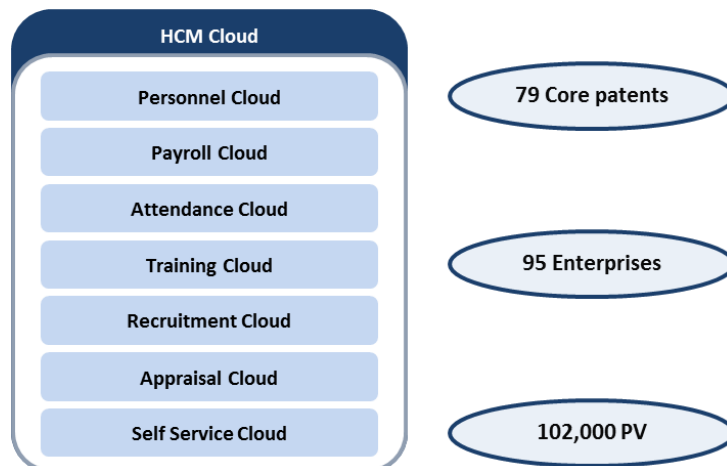 HCM Cloud
Personnel Cloud
Payroll Cloud
Attendance Cloud
Training Cloud
Recruitment Cloud
Appraisal Cloud
Self Service Cloud
79 Core patents
95 Enterprises
102,000 PV